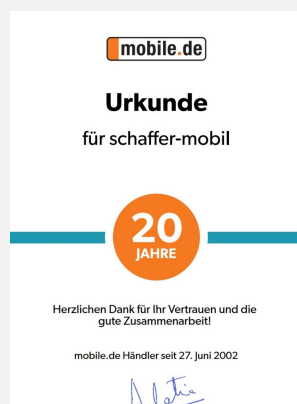 mobile.de
Urkunde
für schaffer-mobil
20
JAHRE
Herzlichen Dank für Ihr Vertrauen und die
gute Zusammenarbeit!
mobile.de Händler seit 27. Juni 2002